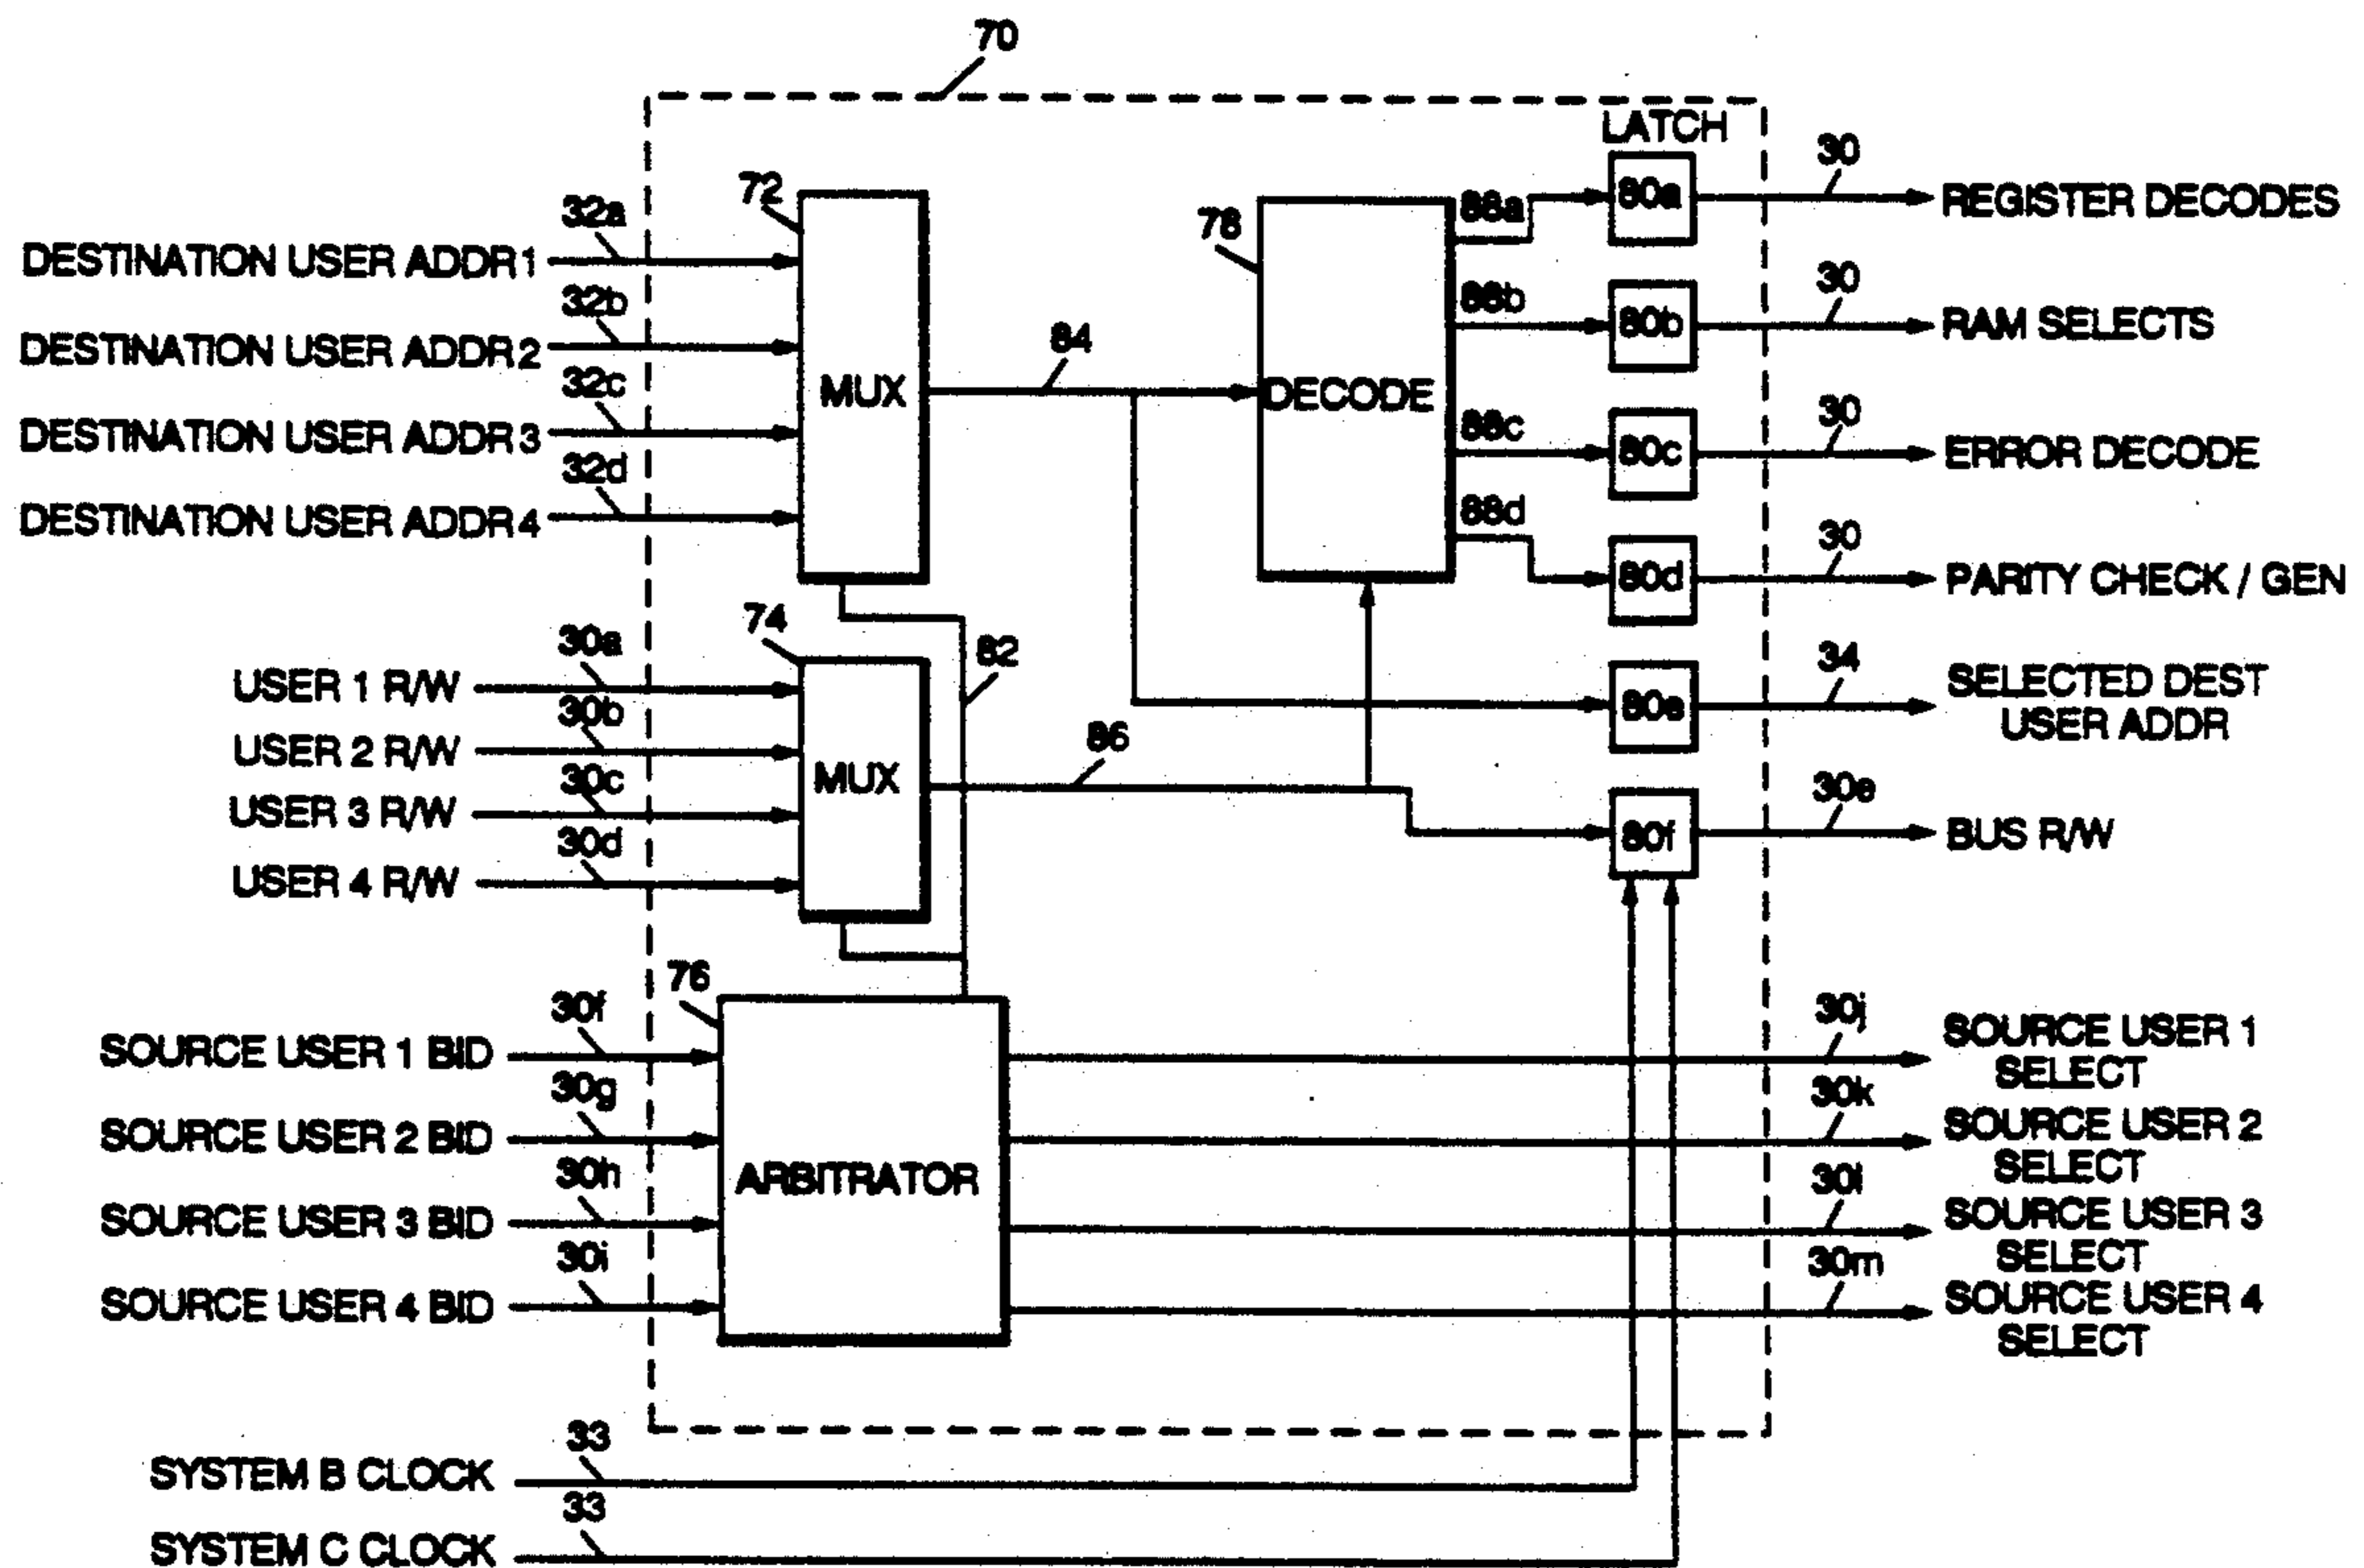 70
LATCH
72
78
32a
DESTINATION USER ADDR 1
32b
DESTINATION USER ADDR 2
32c
DESTINATION USER ADDR 3
32d
DESTINATION USER ADDR 4
MUX
84
DECODE
88a
80a
30
REGISTER DECODES
88b
80b
30
RAM SELECTS
88c
80c
30
ERROR DECODE
88d
80d
30
PARITY CHECK / GEN
74
82
30a
USER 1 R/W
30b
USER 2 R/W
30c
USER 3 R/W
30d
USER 4 R/W
MUX
86
80e
34
SELECTED DEST
USER ADDR
80f
30e
BUS R/W
76
30f
SOURCE USER 1 BID
30g
SOURCE USER 2 BID
30h
SOURCE USER 3 BID
30i
SOURCE USER 4 BID
ARBITRATOR
30j
SOURCE USER 1
SELECT
30k
SOURCE USER 2
SELECT
30l
SOURCE USER 3
SELECT
30m
SOURCE USER 4
SELECT
33
SYSTEM B CLOCK
33
SYSTEM C CLOCK